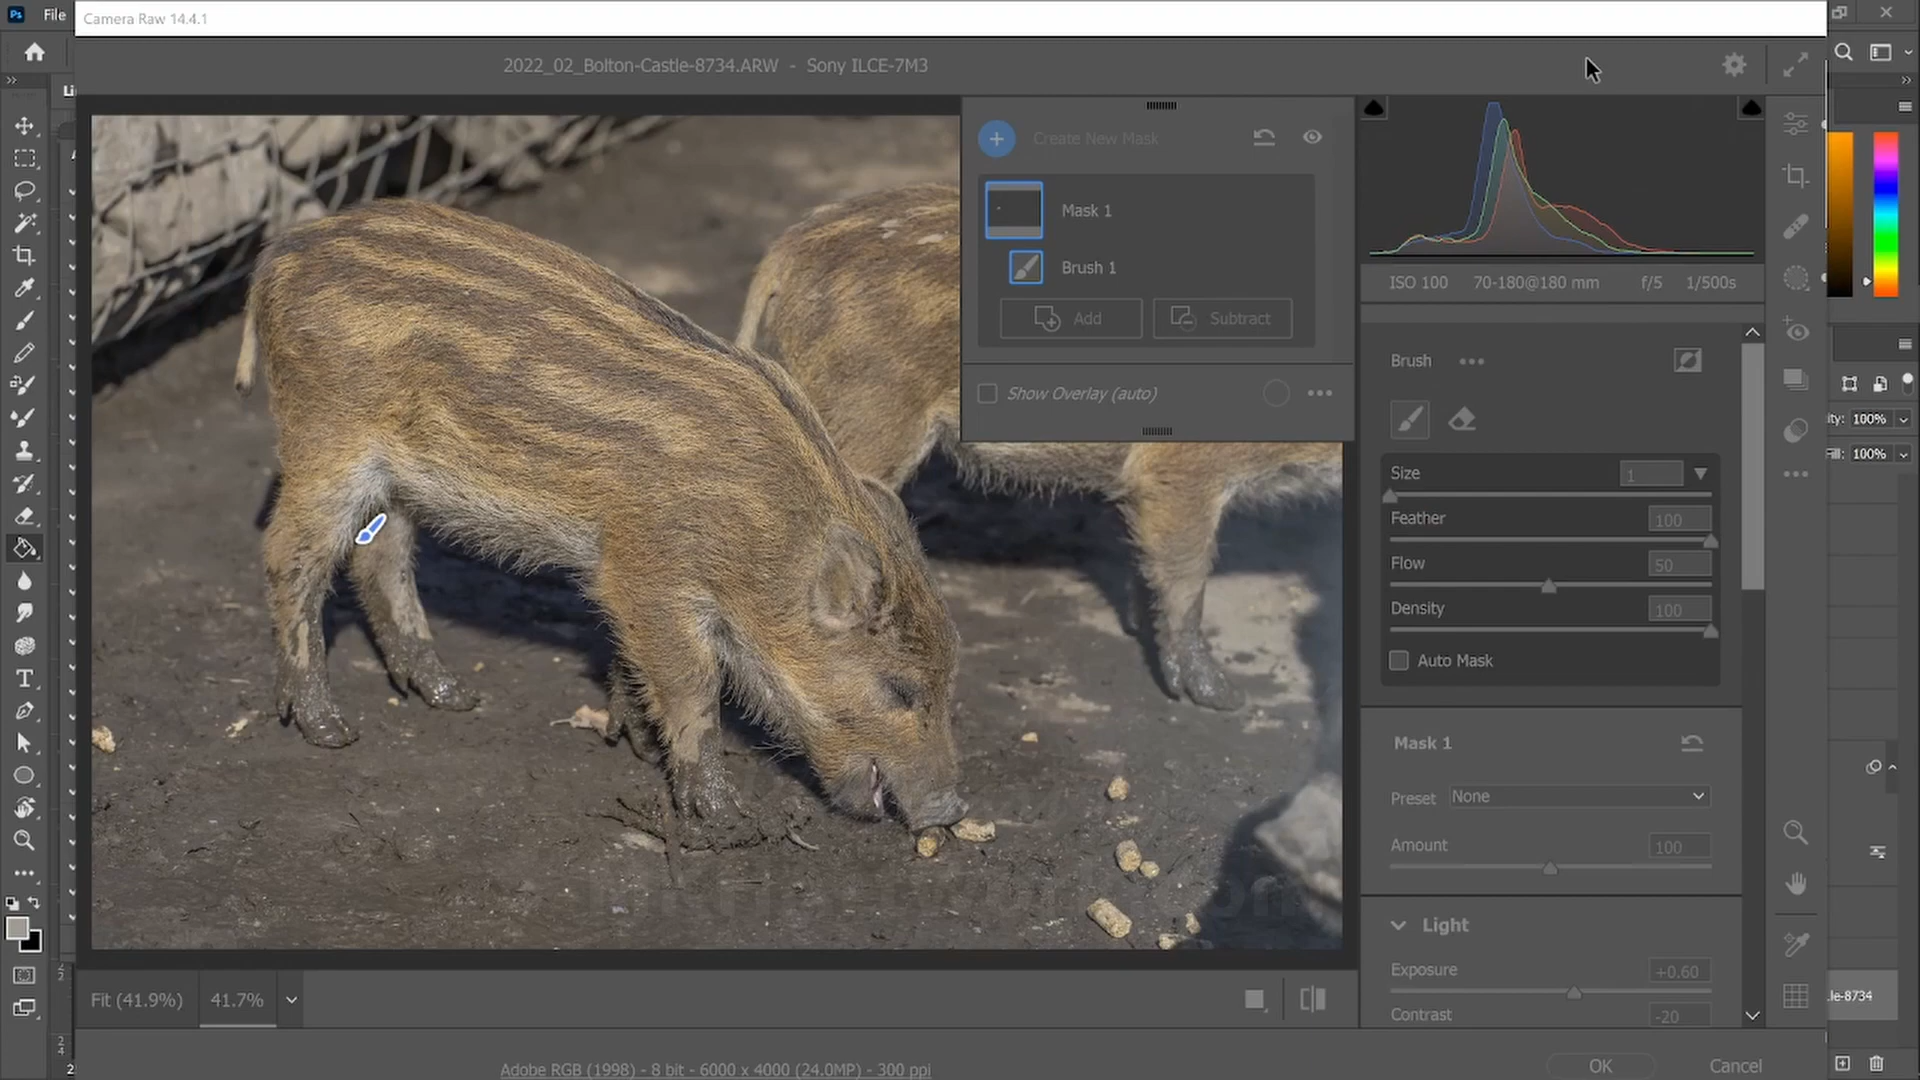 File
Camera Raw 14.4.1
2022_02_Bolton-Castle-8734.ARW - Sony ILCE-7M3
Create New Mask
Mask 1
Brush 1
Add
Subtract
Show Overlay (auto)
ISO 100 70-180@180 mm f/5 1/500s
Brush
Size 1
Feather 100
Flow 50
Density 100
Auto Mask
Mask 1
Preset None
Amount 100
Light
Exposure +0.60
Contrast -20
Fit (41.9%) 41.7%
Adobe RGB (1998) - 8 bit - 6000 x 4000 (24.0MP) - 300 ppi
OK Cancel
ity: 100%
Fill: 100%
le-8734